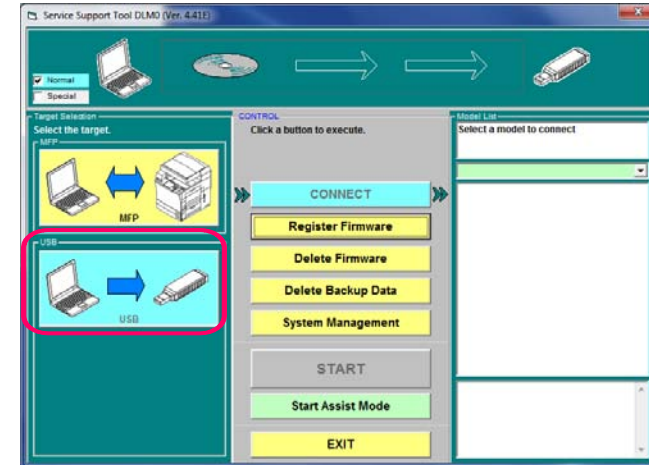 Service Support Tool DLM0 (Ver. 4.41E)
Normal
Special
Target Selection
Select the target.
MFP
MFP
USB
USB
CONTROL
Click a button to execute.
CONNECT
Register Firmware
Delete Firmware
Delete Backup Data
System Management
START
Start Assist Mode
EXIT
Model List
Select a model to connect